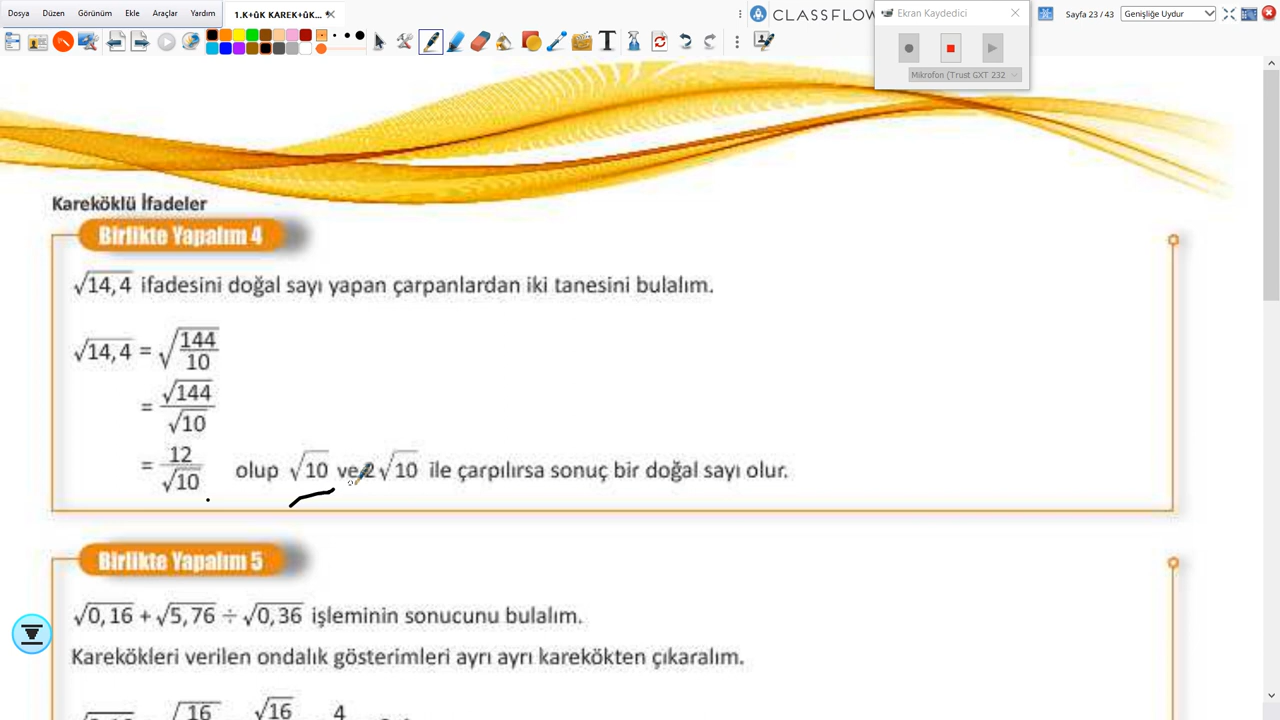 Dosya Düzen Görünüm Ekle Araçlar Yardım
1.K+ûK KAREK+ûK...
CLASSFLOW
Ekran Kaydedici
Sayfa 23 / 43
Genişliğe Uydur
Mikrofon (Trust GXT 232
Kareköklü İfadeler
Birlikte Yapalım 4
√14,4 ifadesini doğal sayı yapan çarpanlardan iki tanesini bulalım.
√14,4 = √(144/10)
= √144/√10
= 12/√10 olup √10 ve 2√10 ile çarpılırsa sonuç bir doğal sayı olur.
Birlikte Yapalım 5
√0,16 + √5,76 ÷ √0,36 işleminin sonucunu bulalım.
Karekökleri verilen ondalık gösterimleri ayrı ayrı karekökten çıkaralım.